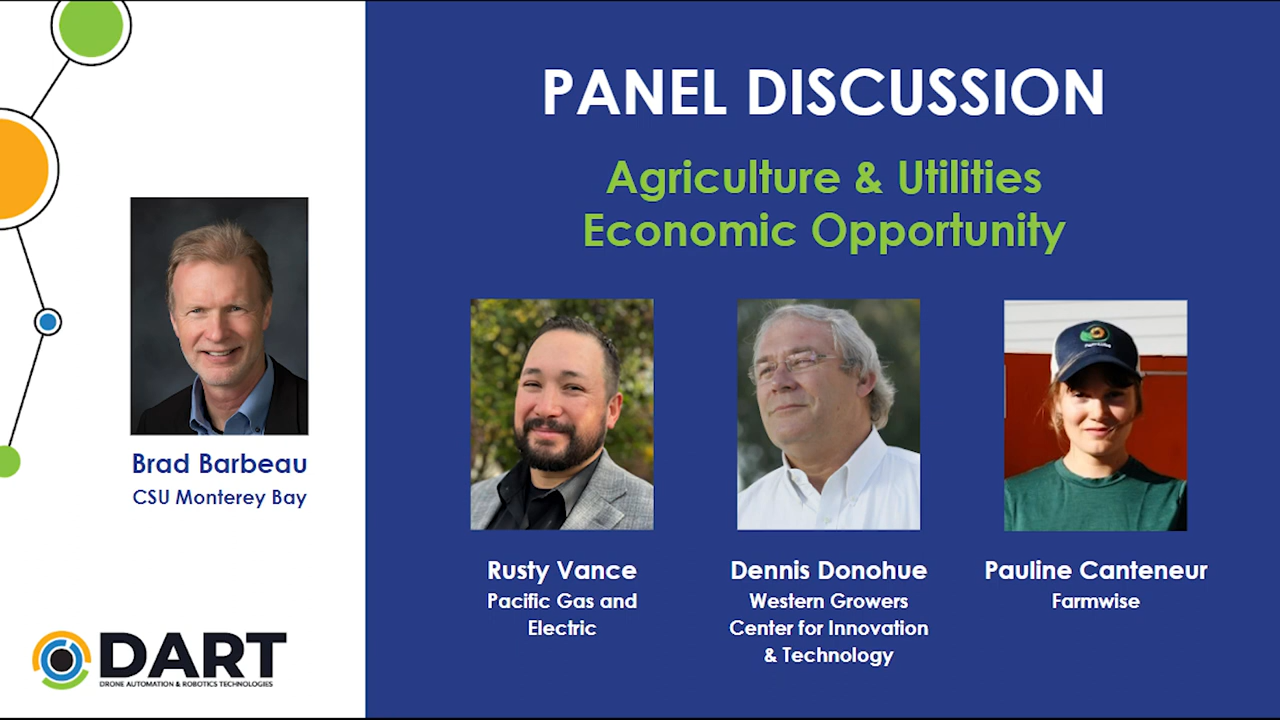 PANEL DISCUSSION
Agriculture & Utilities
Economic Opportunity
Brad Barbeau
CSU Monterey Bay
Rusty Vance
Pacific Gas and
Electric
Dennis Donohue
Western Growers
Center for Innovation
& Technology
Pauline Canteneur
Farmwise
DART
DRONE AUTOMATION & ROBOTICS TECHNOLOGIES